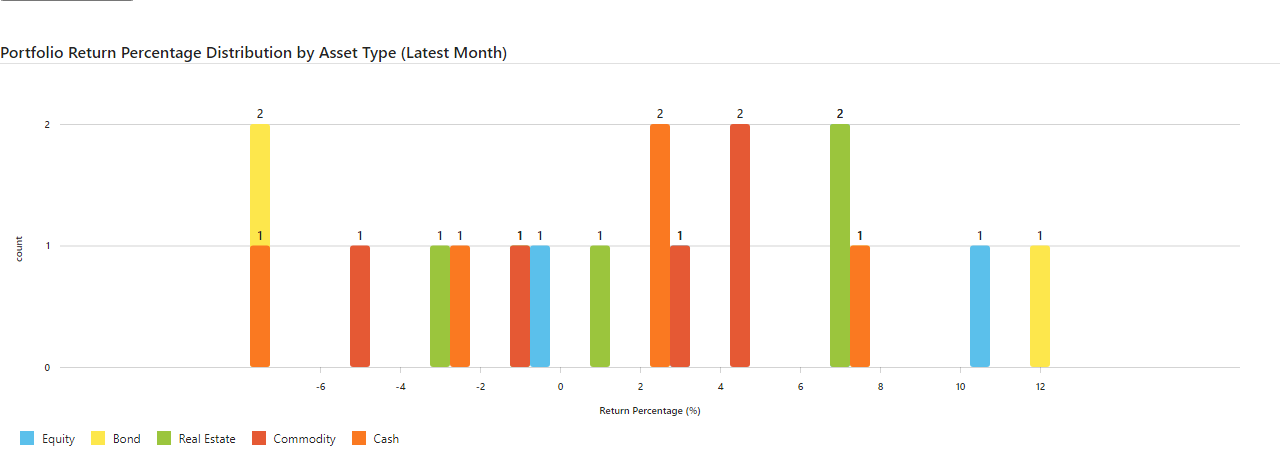 Portfolio Return Percentage Distribution by Asset Type (Latest Month)
2 2 2 2
2
1 1 1 1 1 1 1 1 1 1 1
1
count
0
-6 -4 -2 0 2 4 6 8 10 12
Return Percentage (%)
Equity Bond Real Estate Commodity Cash